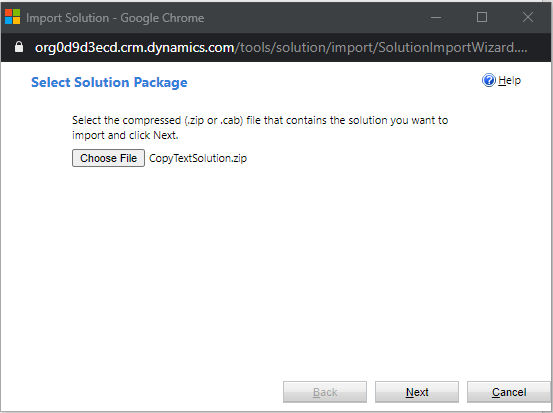 Import Solution - Google Chrome
org0d9d3ecd.crm.dynamics.com/tools/solution/import/SolutionImportWizard....
Select Solution Package
Help
Select the compressed (.zip or .cab) file that contains the solution you want to
import and click Next.
Choose File CopyTextSolution.zip
Back Next Cancel